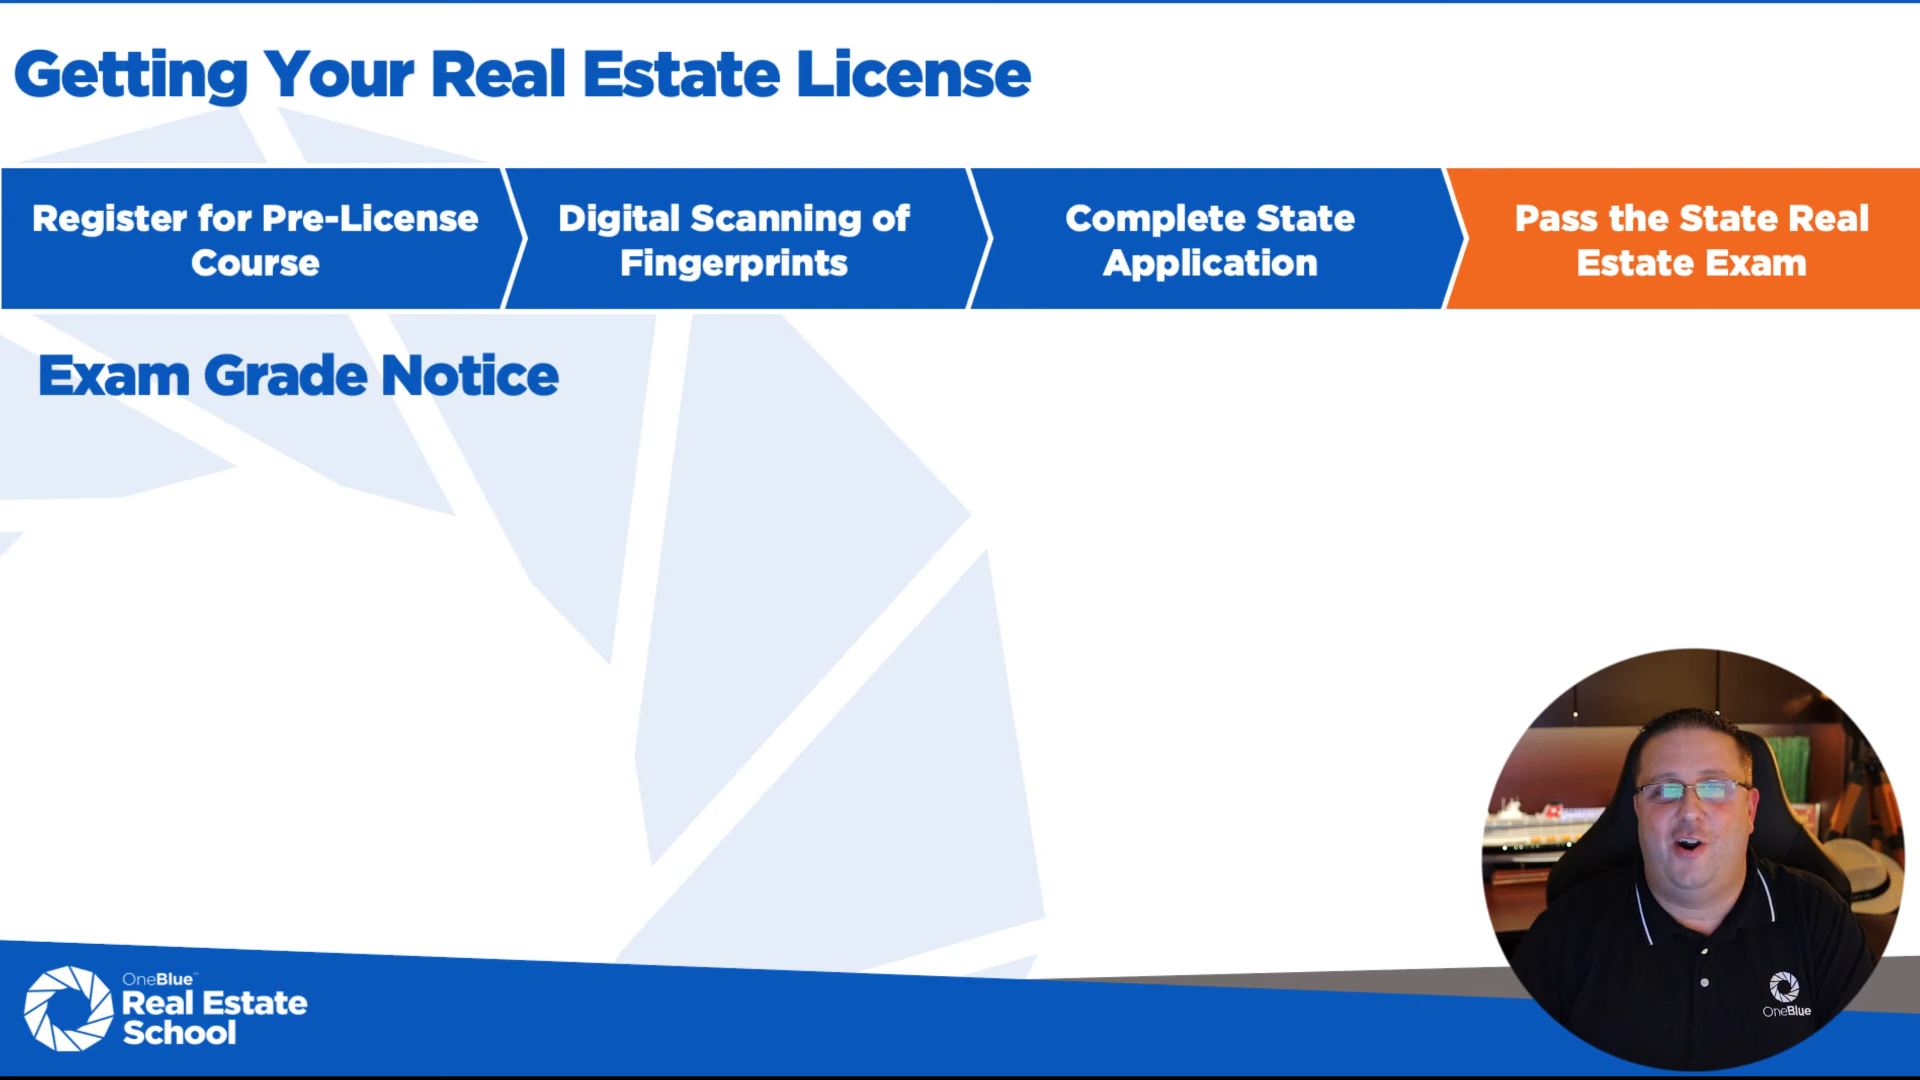 Getting Your Real Estate License
Register for Pre-License
Course
Digital Scanning of
Fingerprints
Complete State
Application
Pass the State Real
Estate Exam
Exam Grade Notice
OneBlue™
Real Estate
School
OneBlue